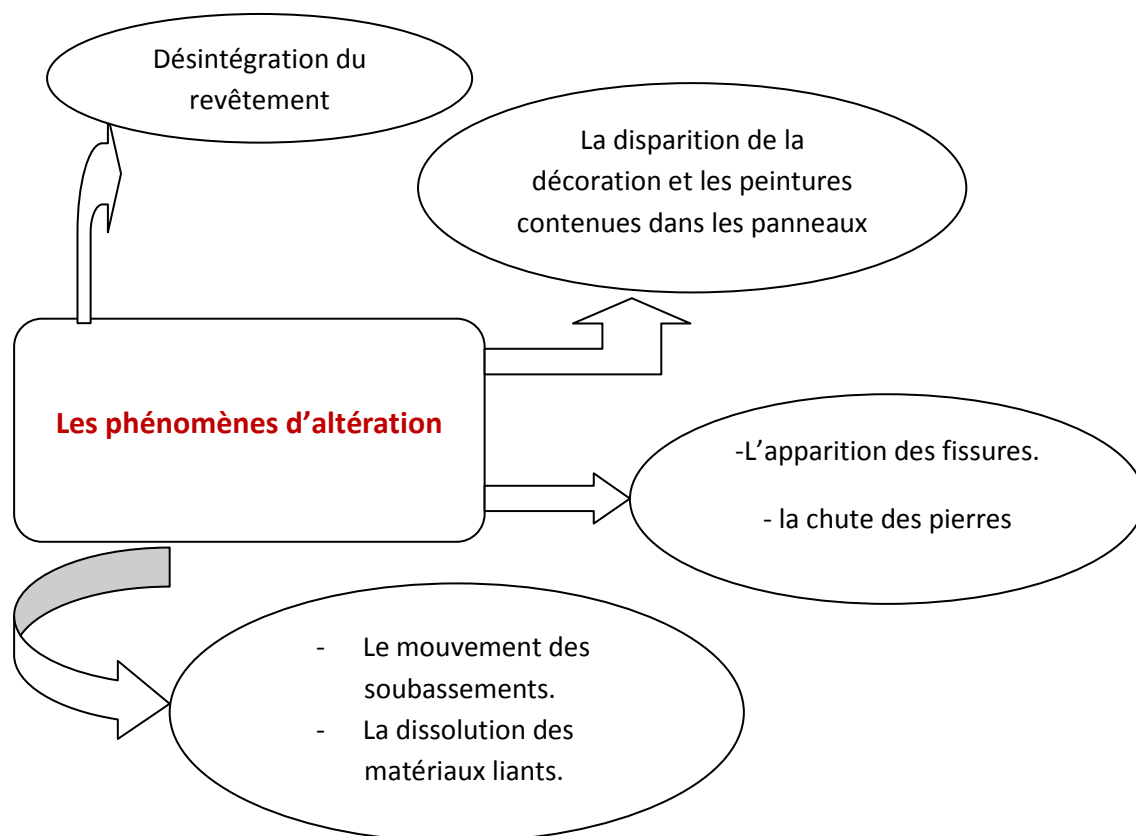 Désintégration du
revêtement
La disparition de la
décoration et les peintures
contenues dans les panneaux
Les phénomènes d’altération
-L’apparition des fissures.
- la chute des pierres
- Le mouvement des
soubassements.
- La dissolution des
matériaux liants.